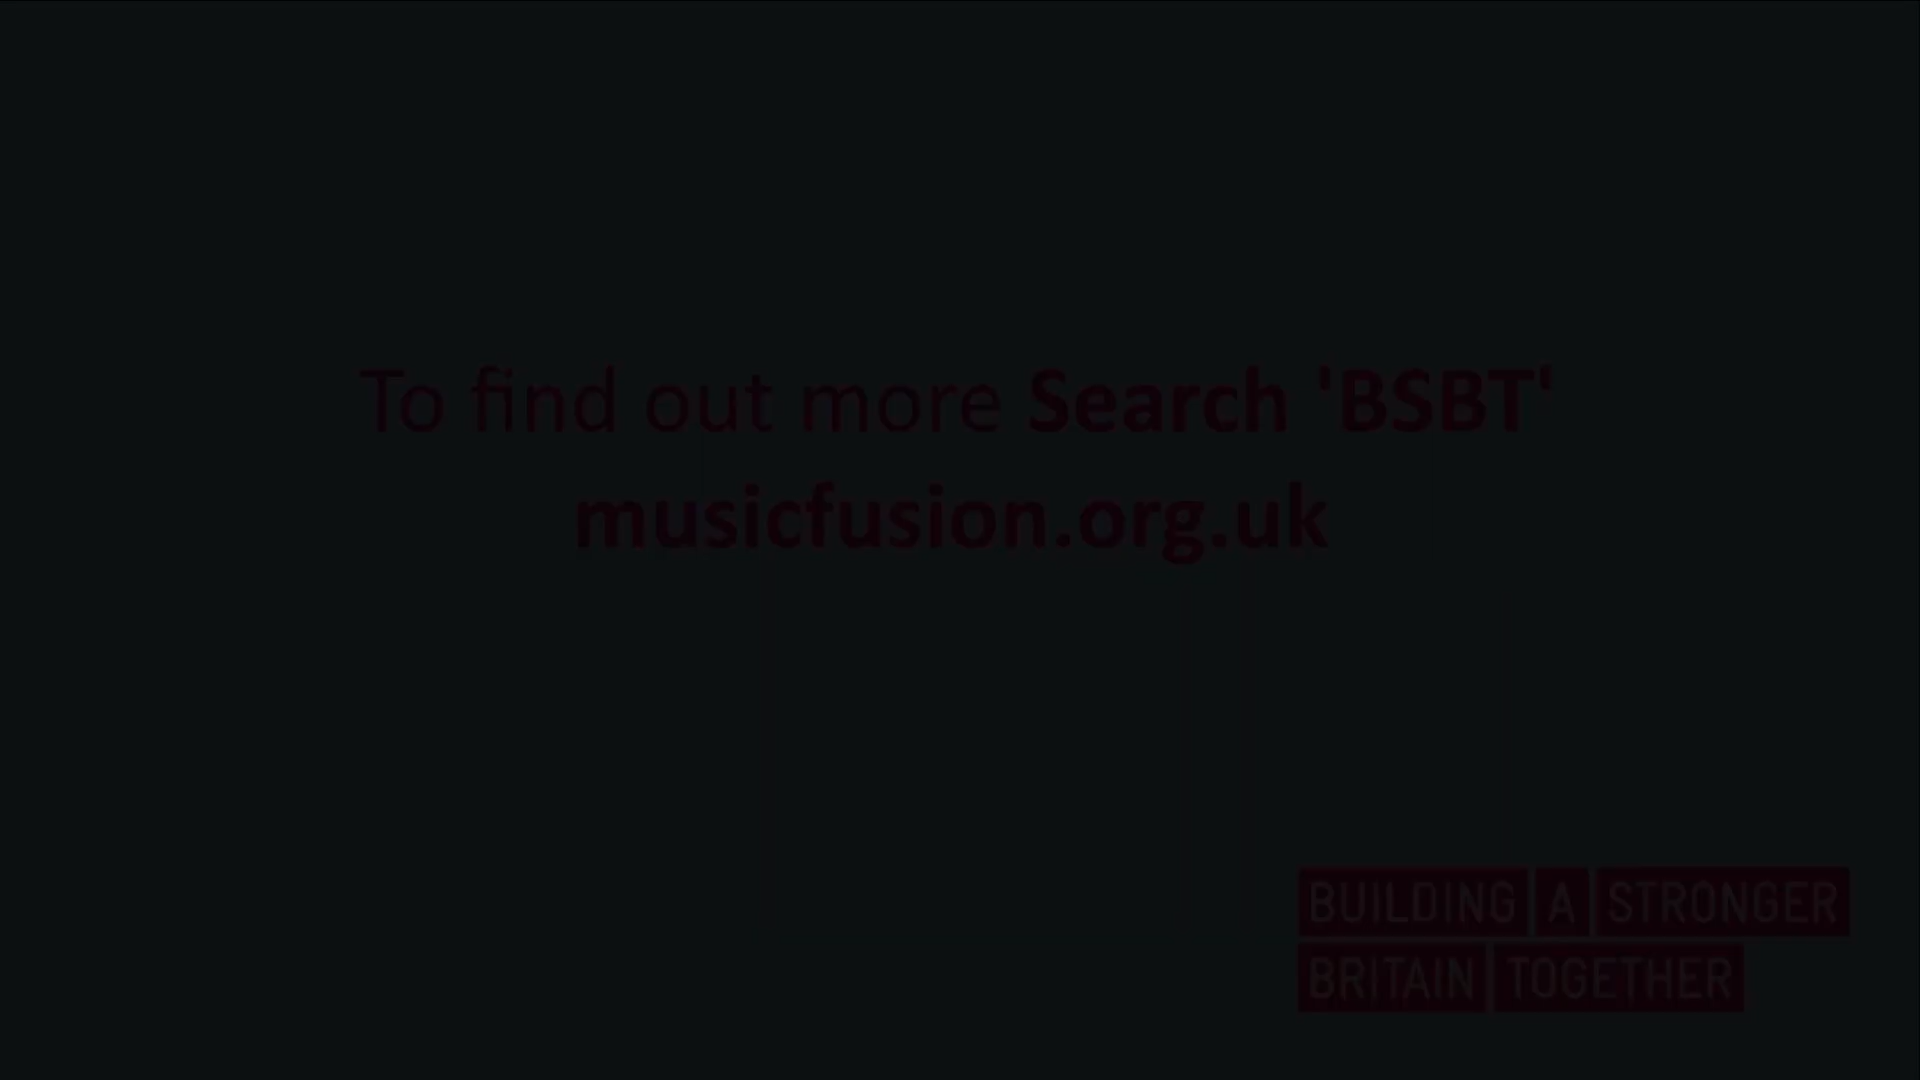 To find out more Search 'BSBT'
musicfusion.org.uk
BUILDING A STRONGER
BRITAIN TOGETHER